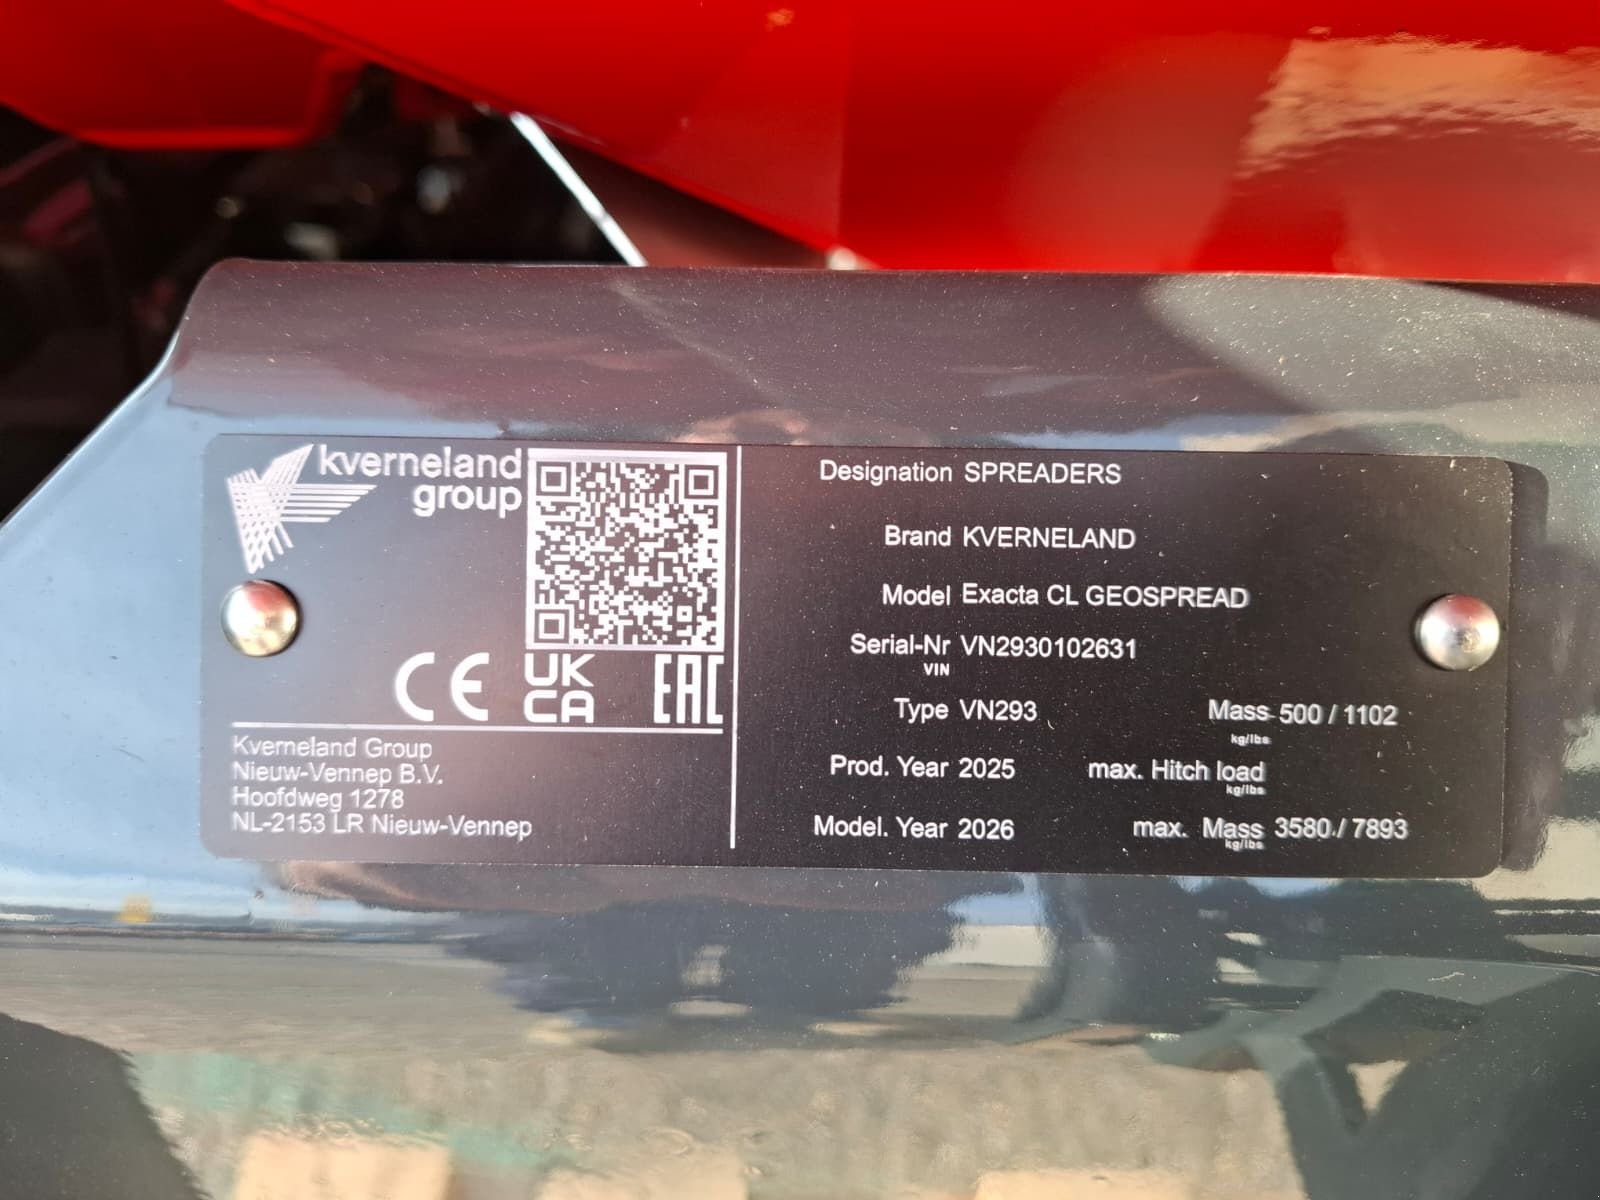 kverneland
group
CE UK
CA EAC
Kverneland Group
Nieuw-Vennep B.V.
Hoofdweg 1278
NL-2153 LR Nieuw-Vennep
Designation SPREADERS
Brand KVERNELAND
Model Exacta CL GEOSPREAD
Serial-Nr VN2930102631
VIN
Type VN293 Mass 500 / 1102
kg/lbs
Prod. Year 2025 max. Hitch load
kg/lbs
Model. Year 2026 max. Mass 3580 / 7893
kg/lbs